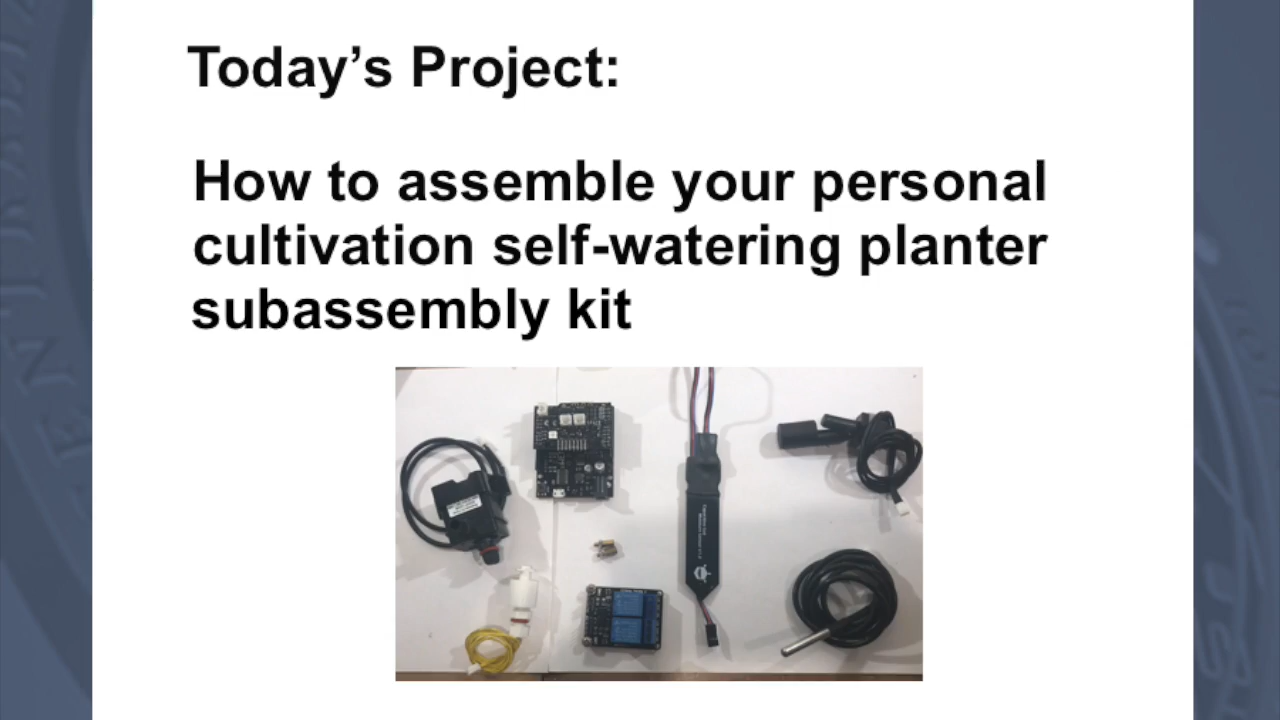 Today’s Project:
How to assemble your personal
cultivation self-watering planter
subassembly kit